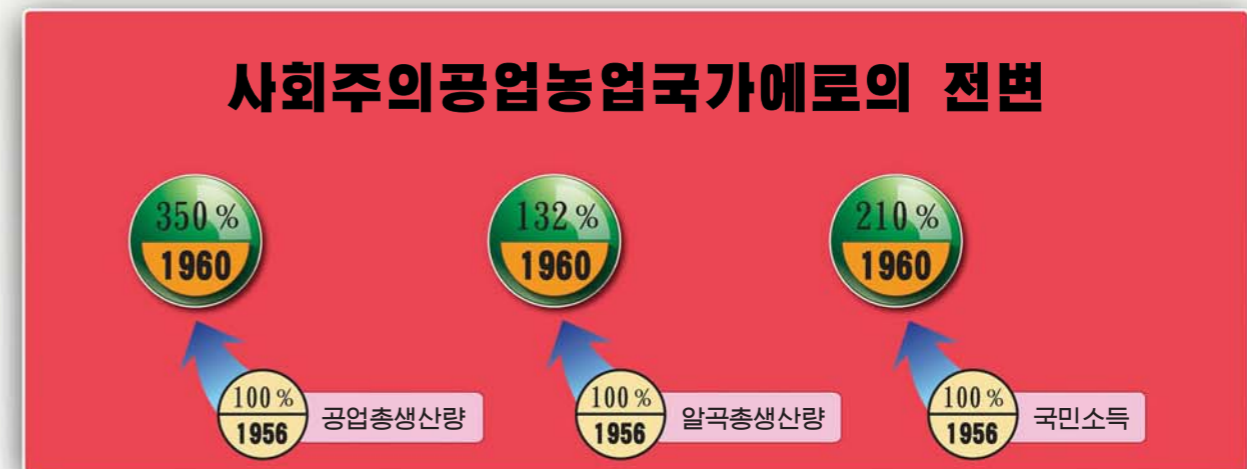 사회주의공업농업국가에로의 전변
350 % 132 % 210 %
1960 1960 1960
100 % 100 % 100 %
1956 공업총생산량 1956 알곡총생산량 1956 국민소득